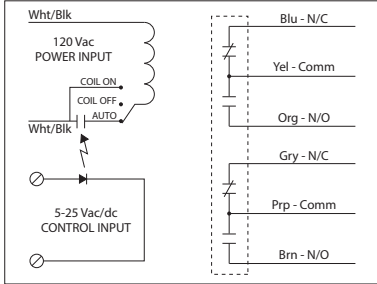 Wht/Blk
120 Vac
POWER INPUT
COIL ON
COIL OFF
AUTO
Wht/Blk
5-25 Vac/dc
CONTROL INPUT
Blu - N/C
Yel - Comm
Org - N/O
Gry - N/C
Prp - Comm
Brn - N/O